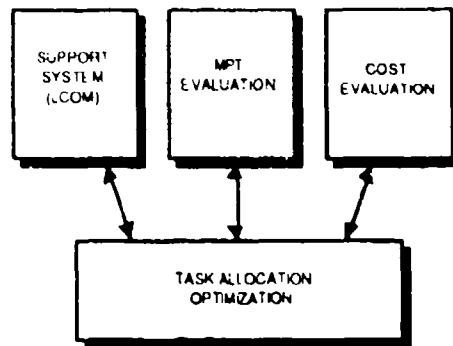 SUPPORT
SYSTEM
(LCOM)
MPT
EVALUATION
COST
EVALUATION
TASK ALLOCATION
OPTIMIZATION